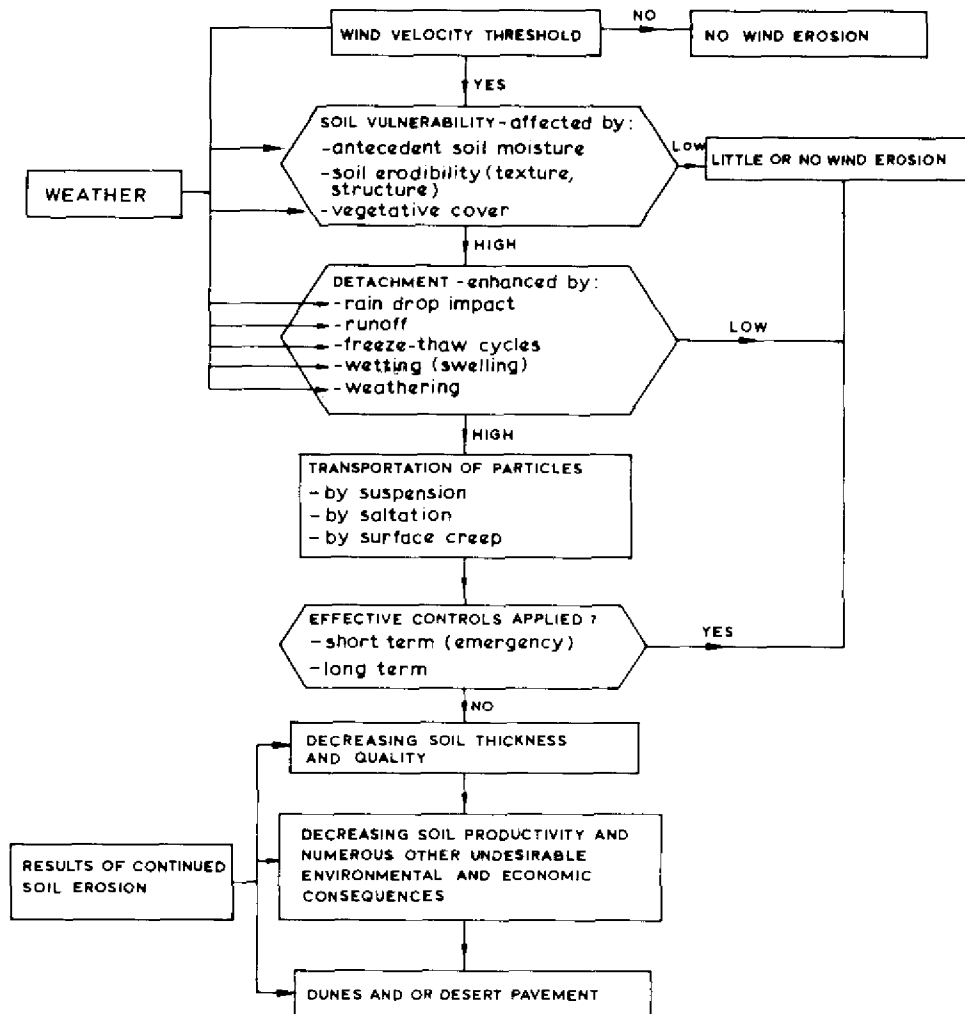 WIND VELOCITY THRESHOLD
NO
NO WIND EROSION
YES
SOIL VULNERABILITY - affected by:
- antecedent soil moisture
- soil erodibility (texture,
structure)
- vegetative cover
LOW
LITTLE OR NO WIND EROSION
WEATHER
HIGH
DETACHMENT - enhanced by:
- rain drop impact
- runoff
- freeze-thaw cycles
- wetting (swelling)
- weathering
LOW
HIGH
TRANSPORTATION OF PARTICLES
- by suspension
- by saltation
- by surface creep
EFFECTIVE CONTROLS APPLIED ?
- short term (emergency)
- long term
YES
NO
DECREASING SOIL THICKNESS
AND QUALITY
DECREASING SOIL PRODUCTIVITY AND
NUMEROUS OTHER UNDESIRABLE
ENVIRONMENTAL AND ECONOMIC
CONSEQUENCES
RESULTS OF CONTINUED
SOIL EROSION
DUNES AND OR DESERT PAVEMENT